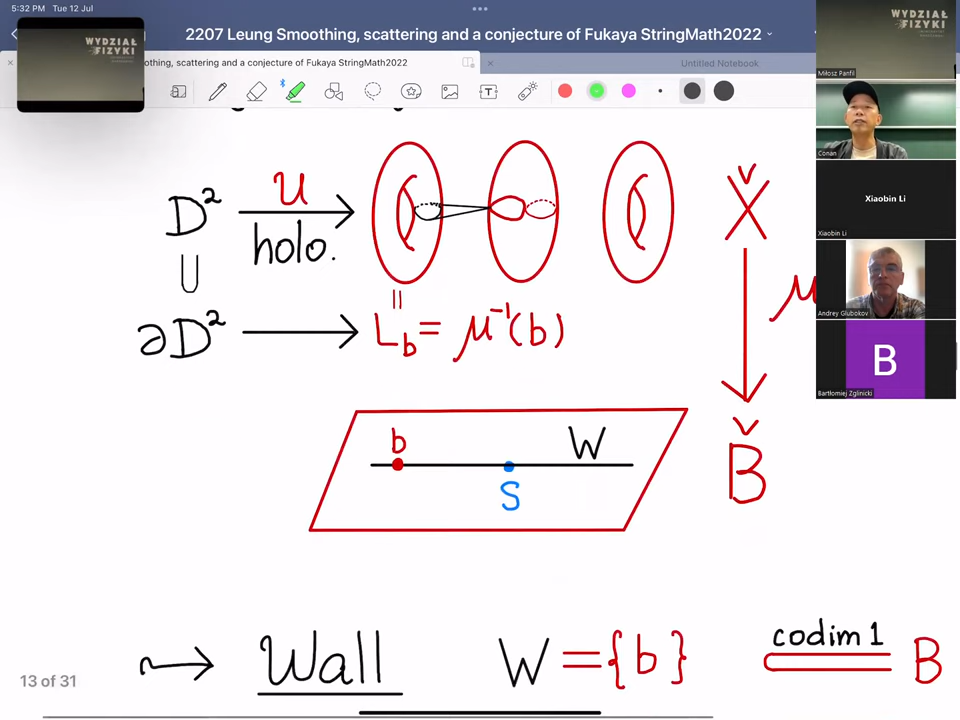 5:32 PM Tue 12 Jul
2207 Leung Smoothing, scattering and a conjecture of Fukaya StringMath2022
othing, scattering and a conjecture of Fukaya StringMath2022
Untitled Notebook
WYDZIAŁ
FIZYKI
WYDZIAŁ
FIZYKI
Miłosz Panfil
Conan
Xiaobin Li
Xiaobin Li
Andrey Glubokov
B
Bartłomiej Zglinicki
D² u holo. X̌
∪
∂D² L_b = μ⁻¹(b)
μ
b W
S
B̌
⇝ Wall W = {b} codim 1 B
13 of 31